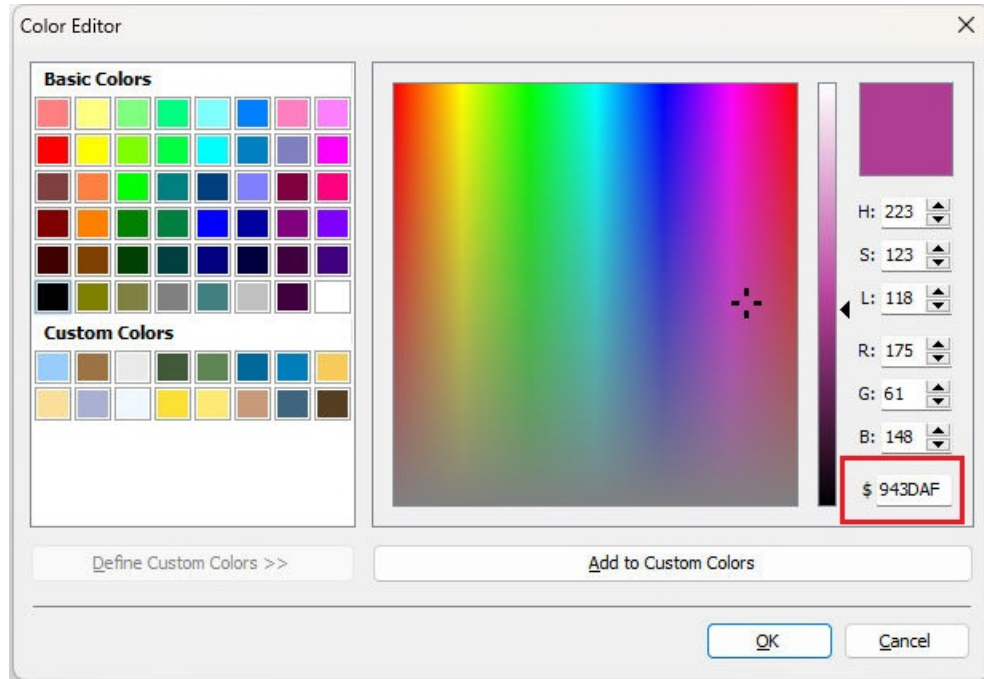 Color Editor
Basic Colors
Custom Colors
H: 223
S: 123
L: 118
R: 175
G: 61
B: 148
$ 943DAF
Define Custom Colors >>
Add to Custom Colors
OK
Cancel